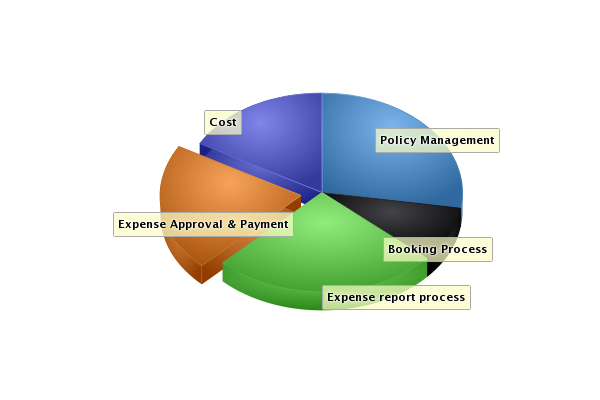 Cost
Policy Management
Expense Approval & Payment
Booking Process
Expense report process